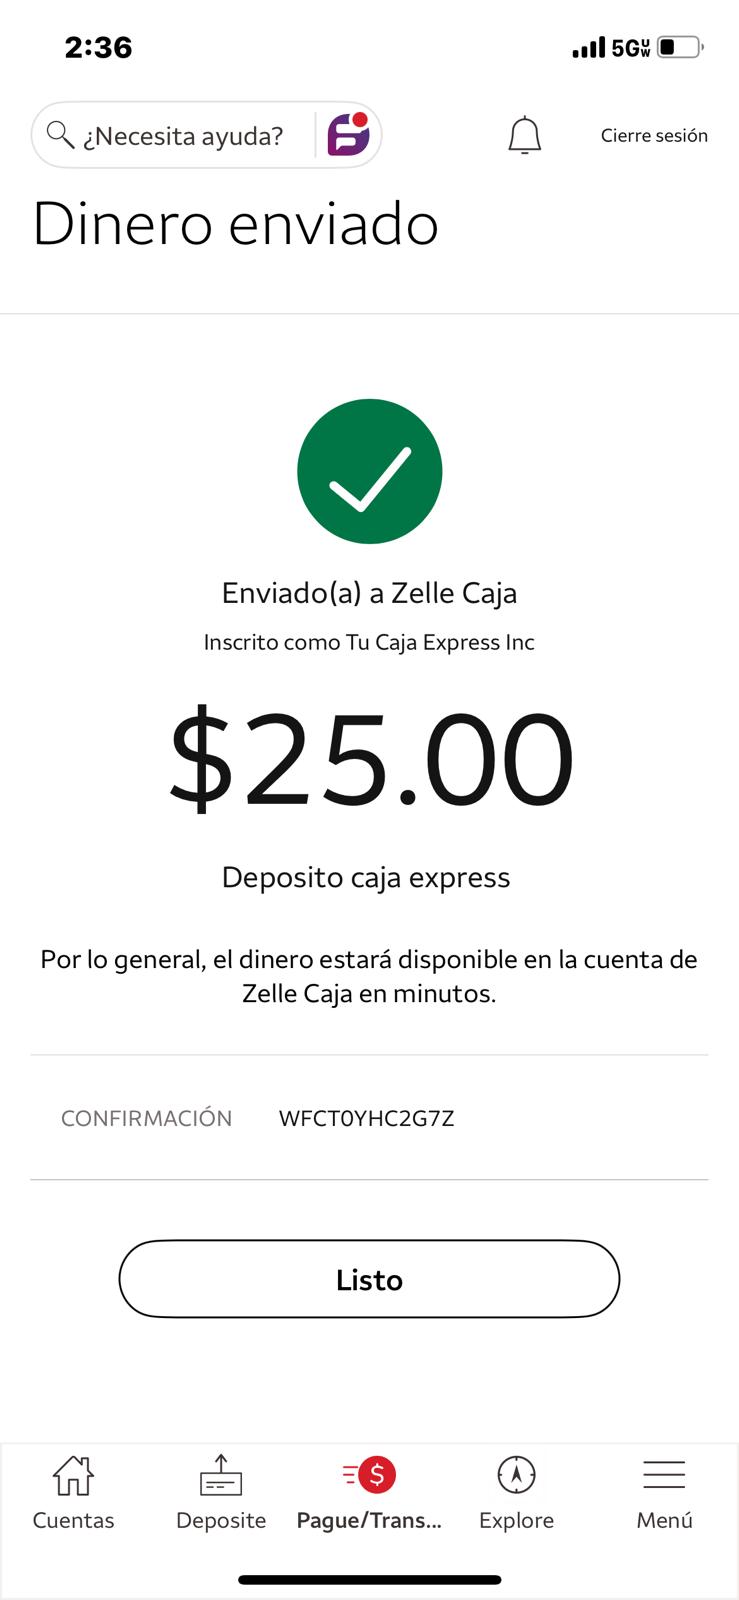 2:36
5G UW
¿Necesita ayuda?
Cierre sesión
Dinero enviado
Enviado(a) a Zelle Caja
Inscrito como Tu Caja Express Inc
$25.00
Deposito caja express
Por lo general, el dinero estará disponible en la cuenta de
Zelle Caja en minutos.
CONFIRMACIÓN WFCT0YHC2G7Z
Listo
Cuentas
Deposite
Pague/Trans...
Explore
Menú